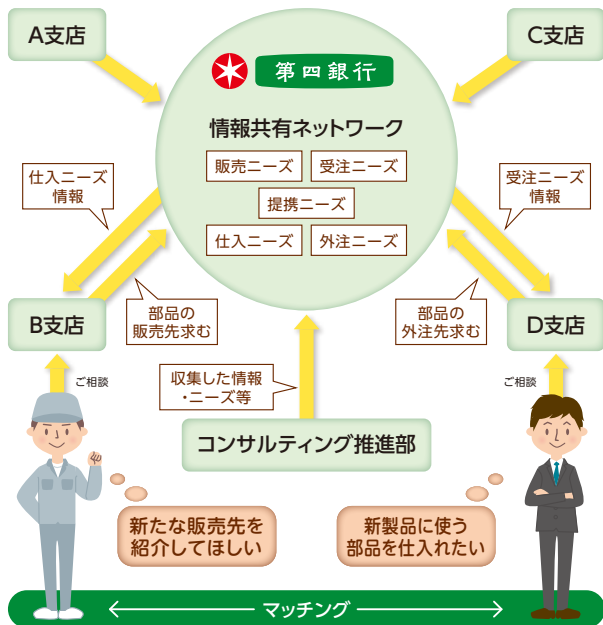 A支店
C支店
第四銀行
情報共有ネットワーク
販売ニーズ
受注ニーズ
提携ニーズ
仕入ニーズ
外注ニーズ
仕入ニーズ
情報
受注ニーズ
情報
B支店
部品の
販売先求む
部品の
外注先求む
D支店
ご相談
収集した情報
・ニーズ等
ご相談
コンサルティング推進部
新たな販売先を
紹介してほしい
新製品に使う
部品を仕入れたい
マッチング